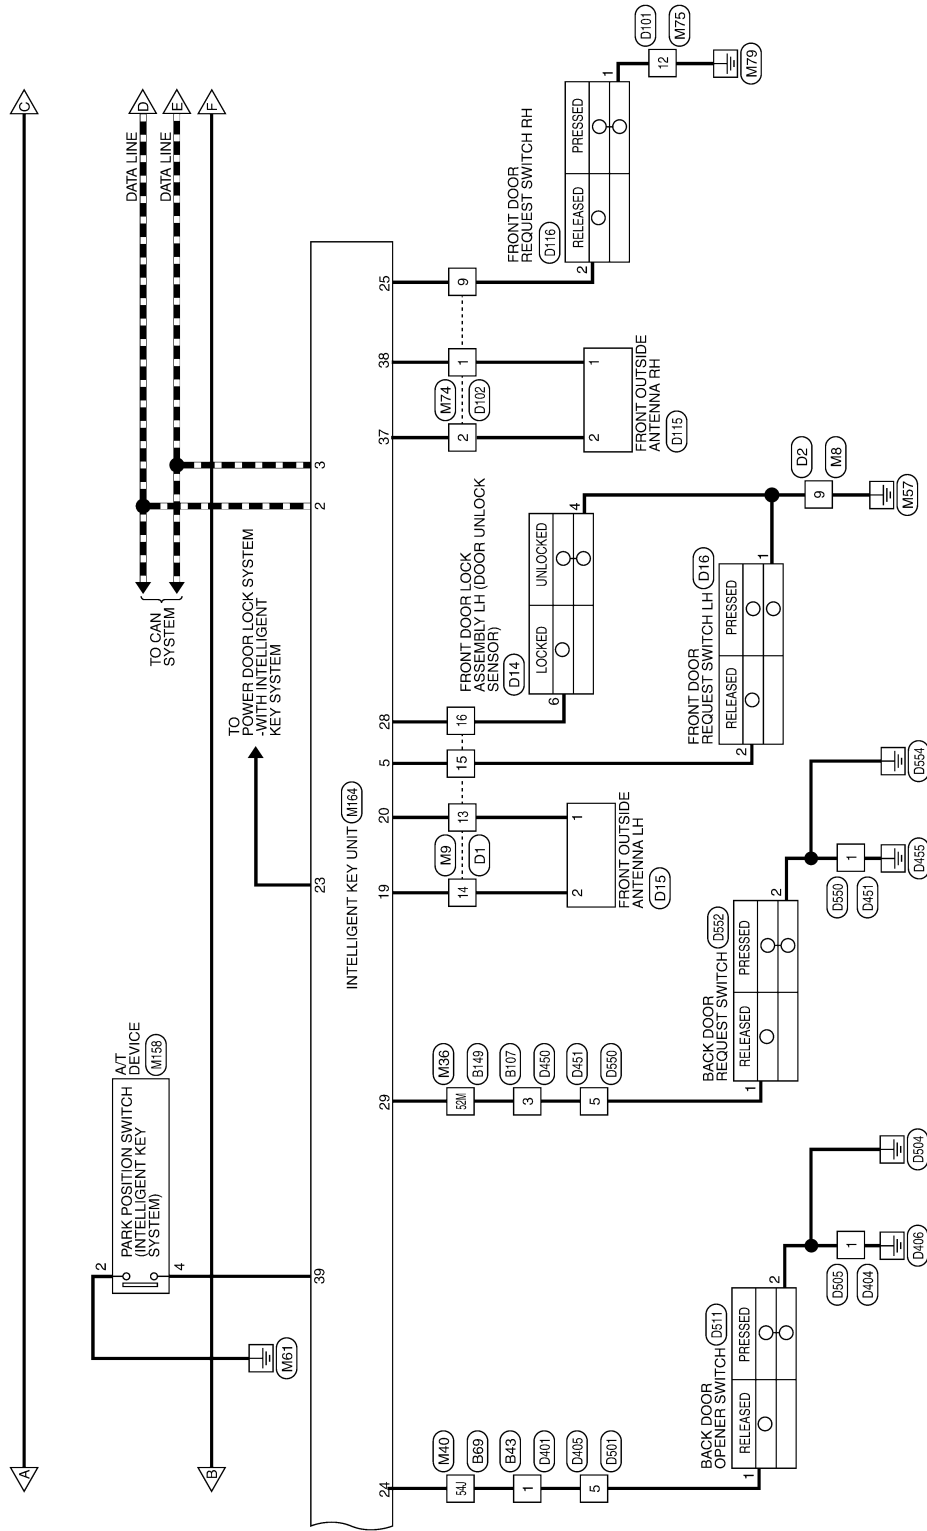 A
B
C
DATA LINE
D
DATA LINE
E
F
A/T
DEVICE
M158
PARK POSITION SWITCH
(INTELLIGENT KEY
SYSTEM)
2
4
M61
TO CAN
SYSTEM
TO
POWER DOOR LOCK SYSTEM
-WITH INTELLIGENT
KEY SYSTEM
39
23
2
3
INTELLIGENT KEY UNIT
M164
24
29
19
20
5
28
37
38
25
M40
B69
54J
B43
D401
1
D405
D501
5
BACK DOOR
OPENER SWITCH
D511
RELEASED
PRESSED
1
2
D505
D404
1
D406
D504
M36
B149
52M
B107
D450
3
D451
D550
5
BACK DOOR
REQUEST SWITCH
D552
RELEASED
PRESSED
1
2
D550
D451
1
D455
D554
14
M9
D1
13
15
16
2
1
FRONT OUTSIDE
ANTENNA LH
D15
FRONT DOOR LOCK
ASSEMBLY LH (DOOR UNLOCK
SENSOR)
D14
LOCKED
UNLOCKED
6
4
FRONT DOOR
REQUEST SWITCH LH
D16
RELEASED
PRESSED
2
1
D2
M8
9
M57
2
M74
D102
1
9
2
1
FRONT OUTSIDE
ANTENNA RH
D115
FRONT DOOR
REQUEST SWITCH RH
D116
RELEASED
PRESSED
2
1
D101
M75
12
M79